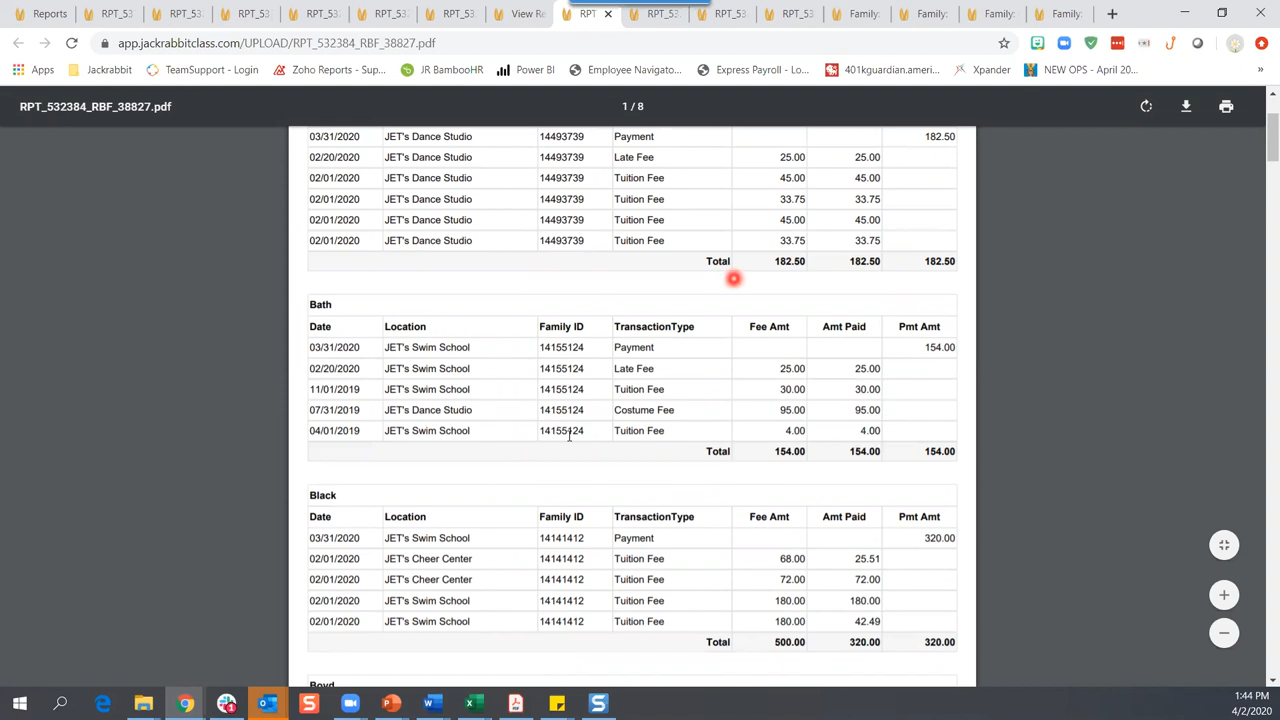 Reports RPT_53 RPT_53 RPT_53 RPT_53 RPT_53 RPT_53 View Re RPT RPT_53 RPT_53 RPT_53 Family: Family: Family: Family:
app.jackrabbitclass.com/UPLOAD/RPT_532384_RBF_38827.pdf
Apps Jackrabbit TeamSupport - Login Zoho Reports - Sup... JR BambooHR Power BI Employee Navigato... Express Payroll - Lo... 401kguardian.ameri... Xpander NEW OPS - April 20... »
RPT_532384_RBF_38827.pdf 1 / 8
03/31/2020 JET's Dance Studio 14493739 Payment 182.50
02/20/2020 JET's Dance Studio 14493739 Late Fee 25.00 25.00
02/01/2020 JET's Dance Studio 14493739 Tuition Fee 45.00 45.00
02/01/2020 JET's Dance Studio 14493739 Tuition Fee 33.75 33.75
02/01/2020 JET's Dance Studio 14493739 Tuition Fee 45.00 45.00
02/01/2020 JET's Dance Studio 14493739 Tuition Fee 33.75 33.75
Total 182.50 182.50 182.50
Bath
Date Location Family ID TransactionType Fee Amt Amt Paid Pmt Amt
03/31/2020 JET's Swim School 14155124 Payment 154.00
02/20/2020 JET's Swim School 14155124 Late Fee 25.00 25.00
11/01/2019 JET's Swim School 14155124 Tuition Fee 30.00 30.00
07/31/2019 JET's Dance Studio 14155124 Costume Fee 95.00 95.00
04/01/2019 JET's Swim School 14155124 Tuition Fee 4.00 4.00
Total 154.00 154.00 154.00
Black
Date Location Family ID TransactionType Fee Amt Amt Paid Pmt Amt
03/31/2020 JET's Swim School 14141412 Payment 320.00
02/01/2020 JET's Cheer Center 14141412 Tuition Fee 68.00 25.51
02/01/2020 JET's Cheer Center 14141412 Tuition Fee 72.00 72.00
02/01/2020 JET's Swim School 14141412 Tuition Fee 180.00 180.00
02/01/2020 JET's Swim School 14141412 Tuition Fee 180.00 42.49
Total 500.00 320.00 320.00
Boyd
1:44 PM
4/2/2020